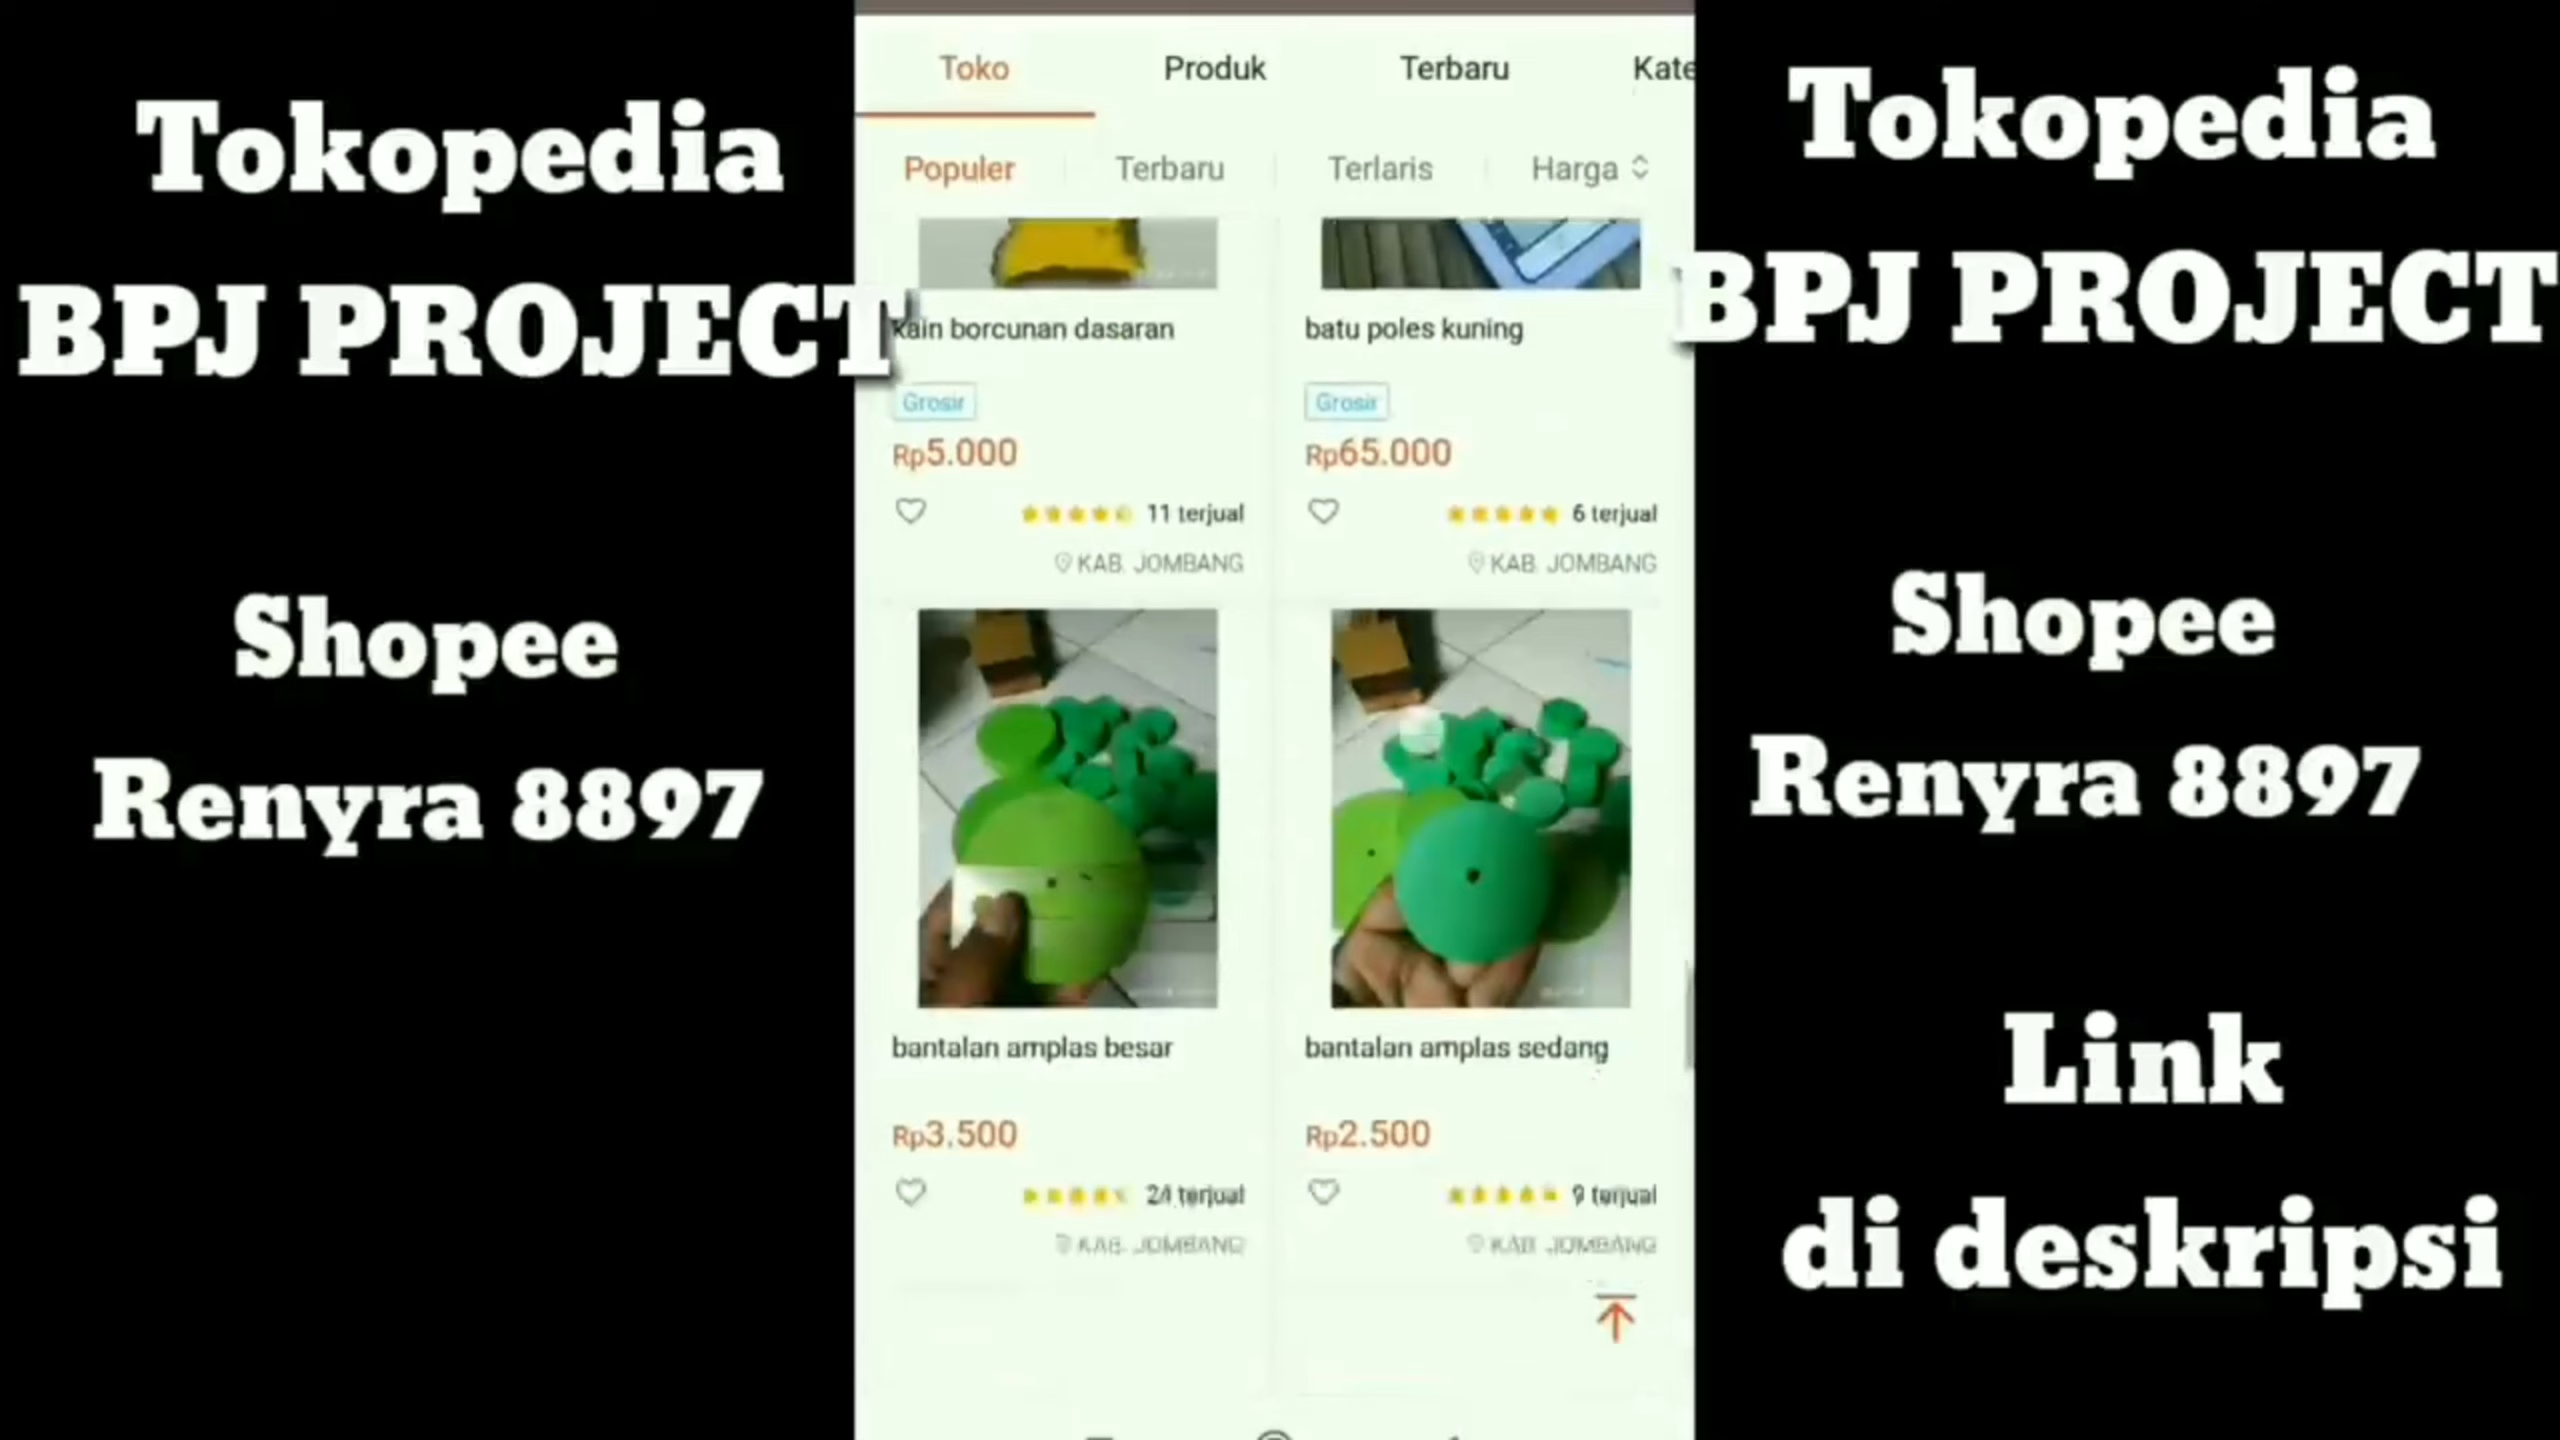 Tokopedia
BPJ PROJECT
Shopee
Renyra 8897
Toko Produk Terbaru Kate
Populer Terbaru Terlaris Harga
kain borcunan dasaran
Grosir
Rp5.000
11 terjual
KAB. JOMBANG
batu poles kuning
Grosir
Rp65.000
6 terjual
KAB. JOMBANG
bantalan amplas besar
Rp3.500
terjual
KAB. JOMBANG
bantalan amplas sedang
Rp2.500
9 terjual
KAB. JOMBANG
Tokopedia
BPJ PROJECT
Shopee
Renyra 8897
Link
di deskripsi